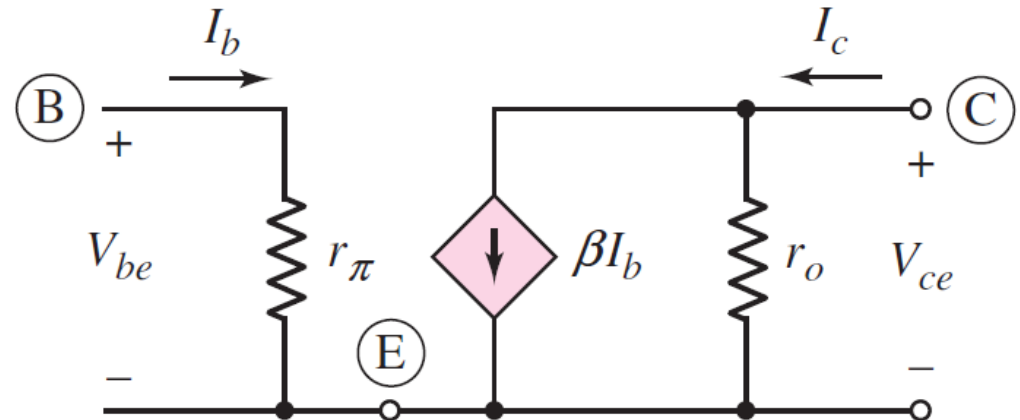 I_b
I_c
B
C
+
+
V_be
r_π
βI_b
r_o
V_ce
E
−
−